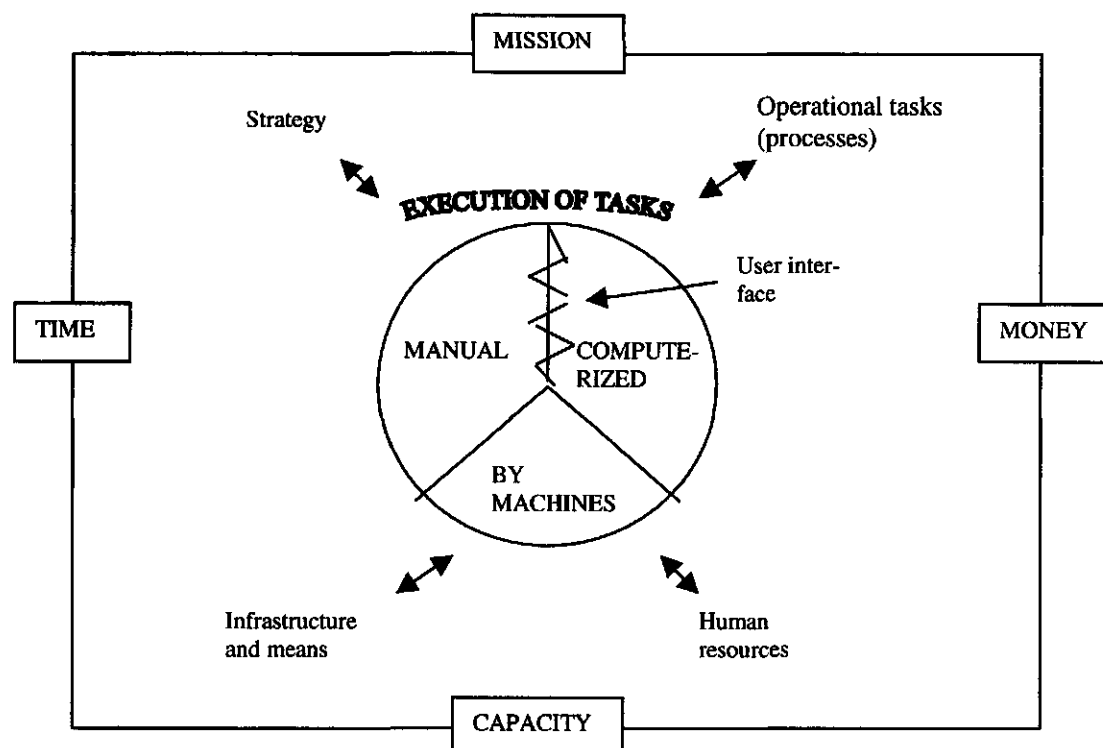 MISSION
Strategy
Operational tasks
(processes)
EXECUTION OF TASKS
User inter-
face
TIME
MONEY
MANUAL
COMPUTE-
RIZED
BY
MACHINES
Infrastructure
and means
Human
resources
CAPACITY